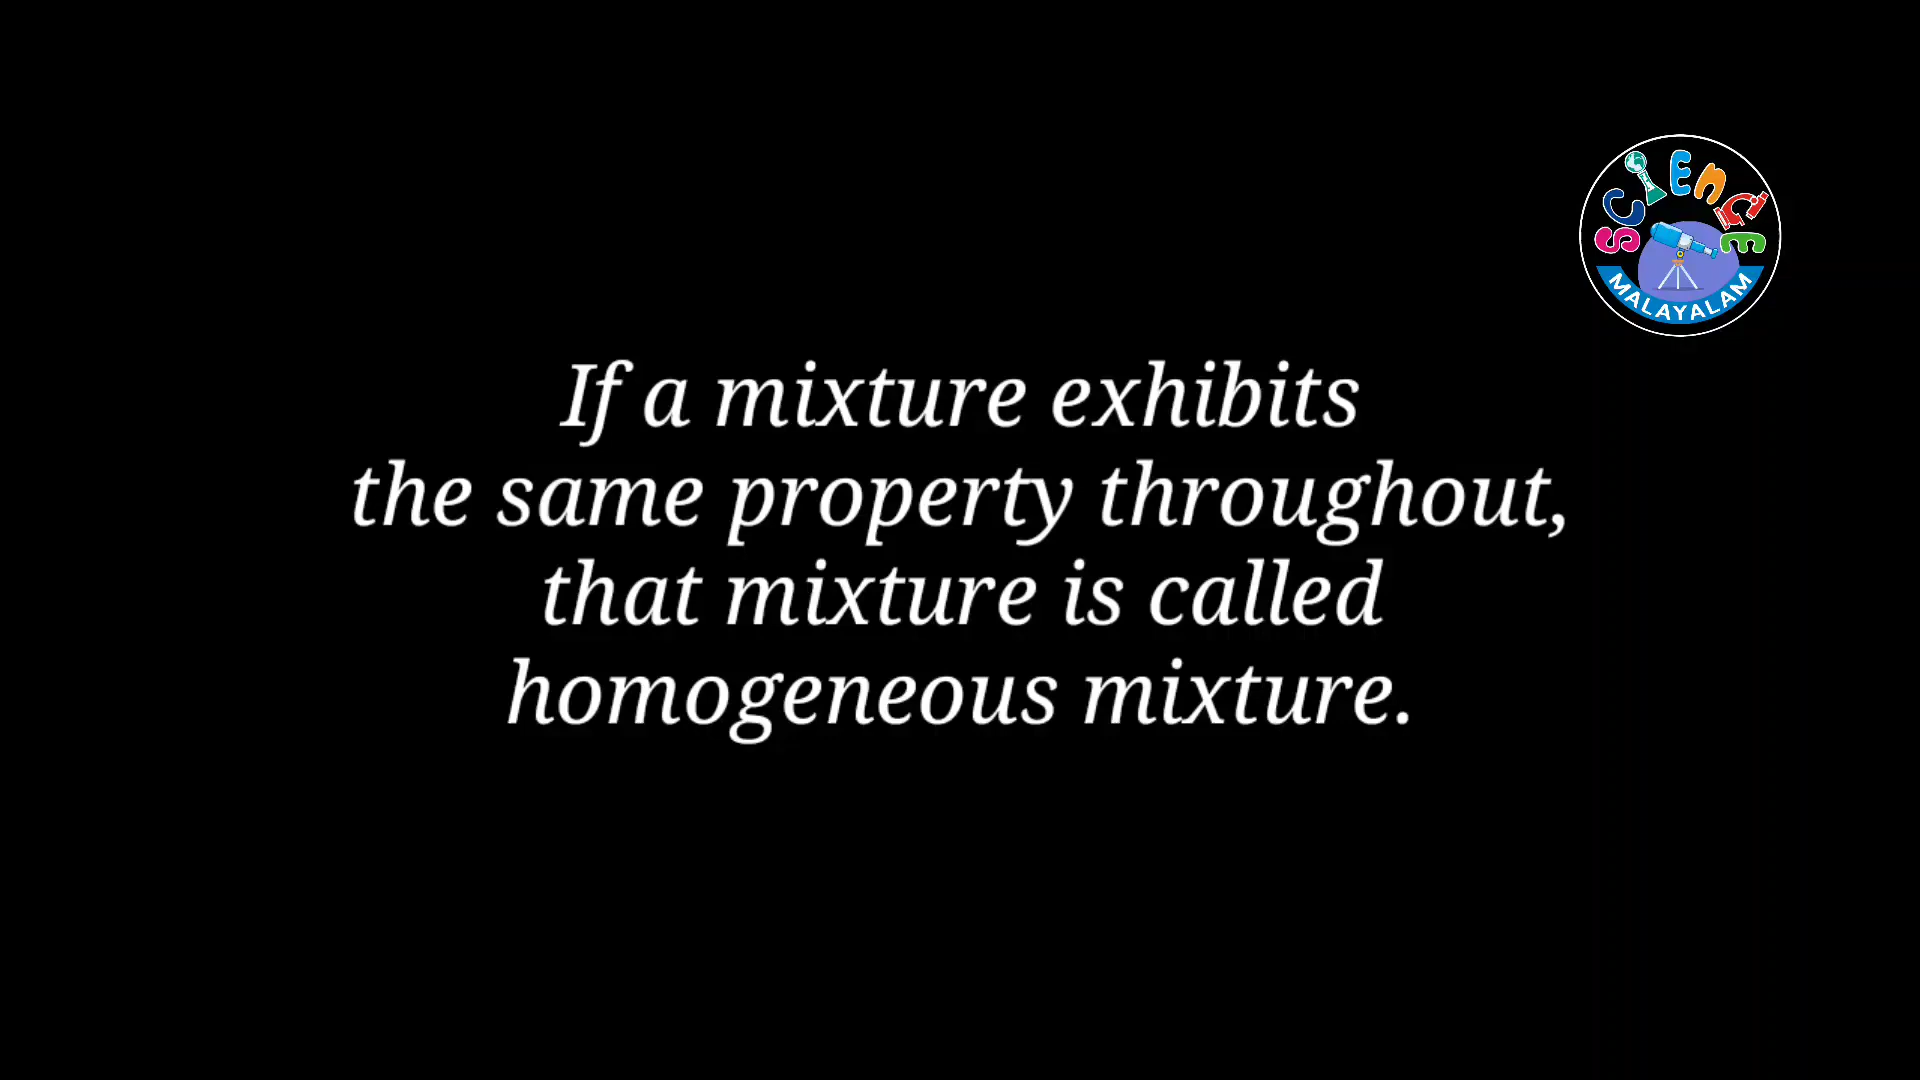 SCIEnCE
MALAYALAM
If a mixture exhibits
the same property throughout,
that mixture is called
homogeneous mixture.